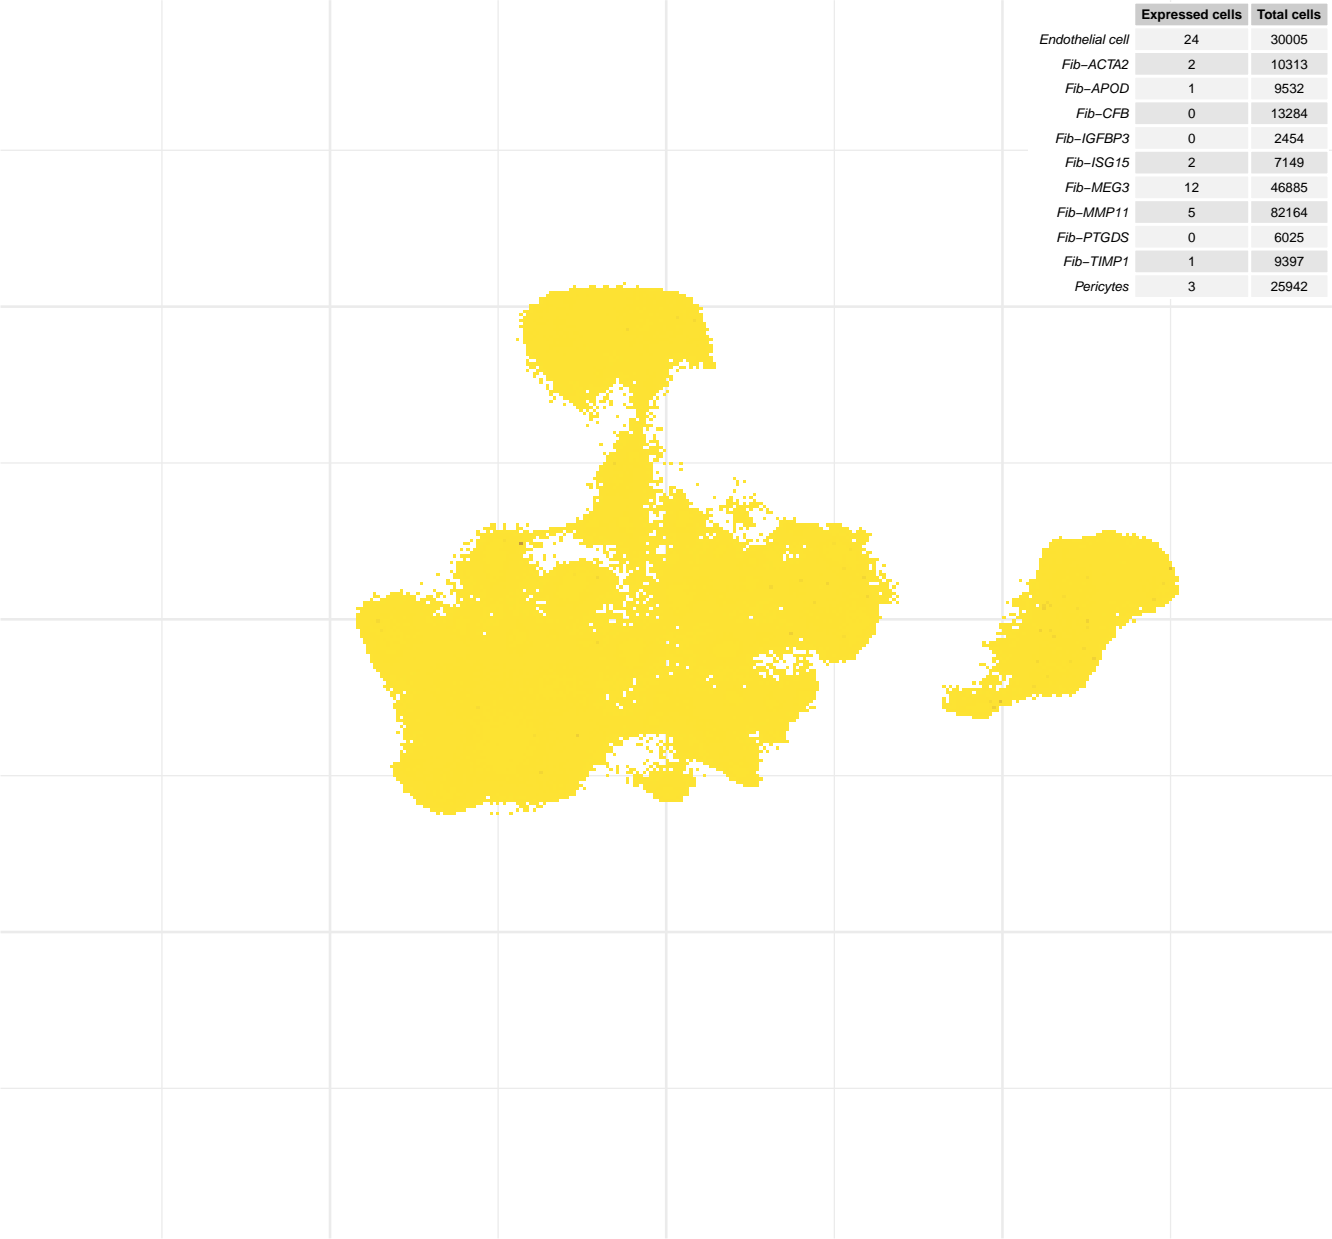 Expressed cells Total cells
Endothelial cell 24 30005
Fib−ACTA2 2 10313
Fib−APOD 1 9532
Fib−CFB 0 13284
Fib−IGFBP3 0 2454
Fib−ISG15 2 7149
Fib−MEG3 12 46885
Fib−MMP11 5 82164
Fib−PTGDS 0 6025
Fib−TIMP1 1 9397
Pericytes 3 25942